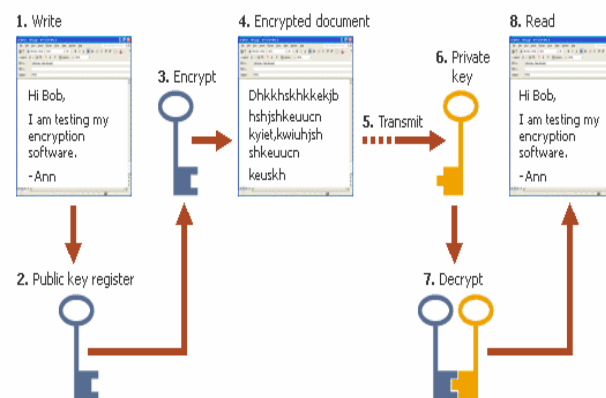 1. Write
Hi Bob,
I am testing my
encryption
software.
-Ann
2. Public key register
3. Encrypt
4. Encrypted document
Dhkkhskhkkekjb
hshjshkeuucn
kyiet,kwiuhjsh
shkeuucn
keuskh
5. Transmit
6. Private
key
7. Decrypt
8. Read
Hi Bob,
I am testing my
encryption
software.
-Ann